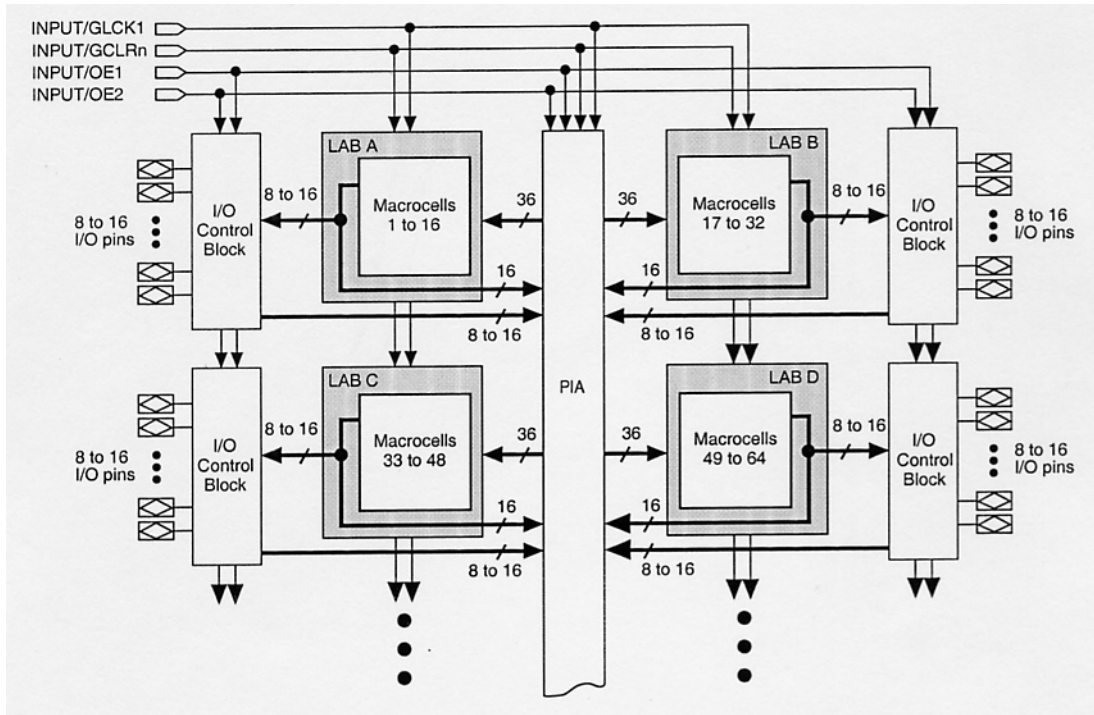 INPUT/GLCK1
INPUT/GCLRn
INPUT/OE1
INPUT/OE2
LAB A
LAB B
8 to 16
I/O pins
I/O
Control
Block
8 to 16
Macrocells
1 to 16
36
36
Macrocells
17 to 32
8 to 16
I/O
Control
Block
8 to 16
I/O pins
16
16
8 to 16
8 to 16
PIA
LAB C
LAB D
8 to 16
I/O pins
I/O
Control
Block
8 to 16
Macrocells
33 to 48
36
36
Macrocells
49 to 64
8 to 16
I/O
Control
Block
8 to 16
I/O pins
16
16
8 to 16
8 to 16